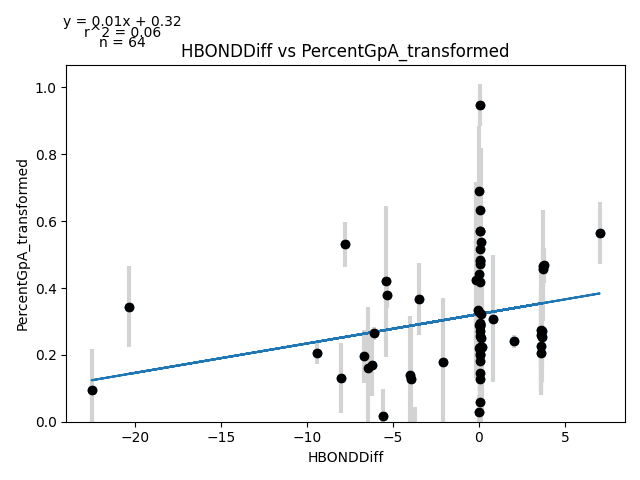 y = 0.01x + 0.32
r^2 = 0.06
n = 64
HBONDDiff vs PercentGpA_transformed
PercentGpA_transformed
1.0
0.8
0.6
0.4
0.2
0.0
−20
−15
−10
−5
0
5
HBONDDiff